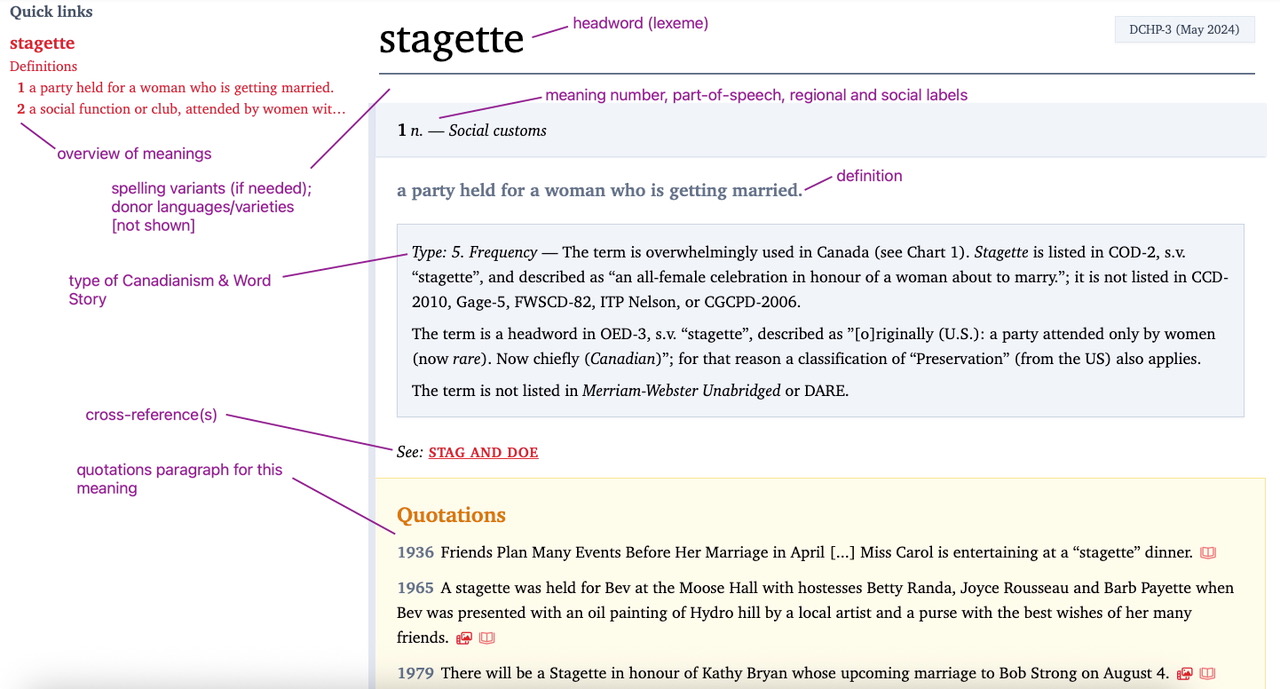 Quick links
stagette
Definitions
1 a party held for a woman who is getting married.
2 a social function or club, attended by women wit…
overview of meanings
spelling variants (if needed);
donor languages/varieties
[not shown]
type of Canadianism & Word
Story
cross-reference(s)
quotations paragraph for this
meaning
stagette
headword (lexeme)
DCHP-3 (May 2024)
meaning number, part-of-speech, regional and social labels
1 n. — Social customs
a party held for a woman who is getting married.
definition
Type: 5. Frequency — The term is overwhelmingly used in Canada (see Chart 1). Stagette is listed in COD-2, s.v.
“stagette”, and described as “an all-female celebration in honour of a woman about to marry.”; it is not listed in CCD-
2010, Gage-5, FWSCD-82, ITP Nelson, or CGCPD-2006.
The term is a headword in OED-3, s.v. “stagette”, described as ”[o]riginally (U.S.): a party attended only by women
(now rare). Now chiefly (Canadian)”; for that reason a classification of “Preservation” (from the US) also applies.
The term is not listed in Merriam-Webster Unabridged or DARE.
See: STAG AND DOE
Quotations
1936 Friends Plan Many Events Before Her Marriage in April [...] Miss Carol is entertaining at a “stagette” dinner.
1965 A stagette was held for Bev at the Moose Hall with hostesses Betty Randa, Joyce Rousseau and Barb Payette when
Bev was presented with an oil painting of Hydro hill by a local artist and a purse with the best wishes of her many
friends.
1979 There will be a Stagette in honour of Kathy Bryan whose upcoming marriage to Bob Strong on August 4.